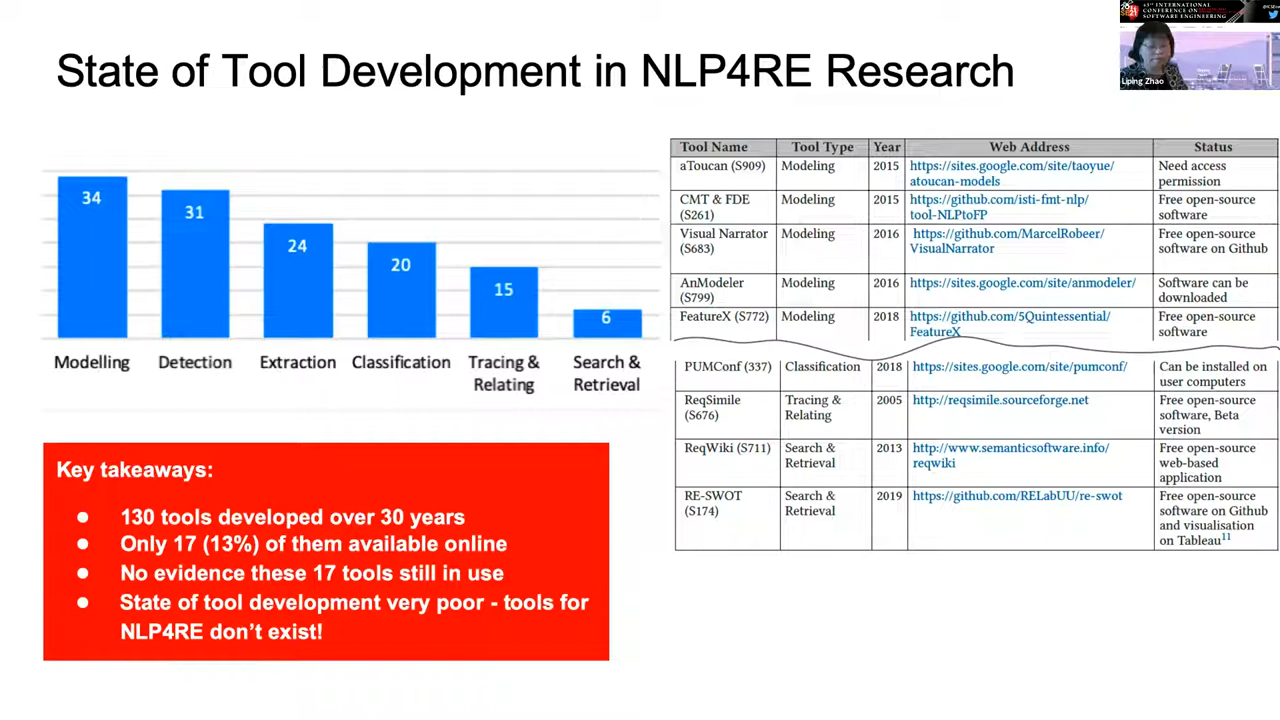 State of Tool Development in NLP4RE Research
43rd INTERNATIONAL
CONFERENCE ON
SOFTWARE ENGINEERING
Liping Zhao
34
31
24
20
15
6
Modelling
Detection
Extraction
Classification
Tracing &
Relating
Search &
Retrieval
Key takeaways:
● 130 tools developed over 30 years
● Only 17 (13%) of them available online
● No evidence these 17 tools still in use
● State of tool development very poor - tools for
NLP4RE don’t exist!
Tool Name Tool Type Year Web Address Status
aToucan (S909) Modeling 2015 https://sites.google.com/site/taoyue/ Need access
atoucan-models permission
CMT & FDE Modeling 2015 https://github.com/isti-fmt-nlp/ Free open-source
(S261) tool-NLPtoFP software
Visual Narrator Modeling 2016 https://github.com/MarcelRobeer/ Free open-source
(S683) VisualNarrator software on Github
AnModeler Modeling 2016 https://sites.google.com/site/anmodeler/ Software can be
(S799) downloaded
FeatureX (S772) Modeling 2018 https://github.com/5Quintessential/ Free open-source
FeatureX software
PUMConf (337) Classification 2018 https://sites.google.com/site/pumconf/ Can be installed on
user computers
ReqSimile Tracing & 2005 http://reqsimile.sourceforge.net Free open-source
(S676) Relating software, Beta
version
ReqWiki (S711) Search & 2013 http://www.semanticsoftware.info/ Free open-source
Retrieval reqwiki web-based
application
RE-SWOT Search & 2019 https://github.com/RELabUU/re-swot Free open-source
(S174) Retrieval software on Github
and visualisation
on Tableau11